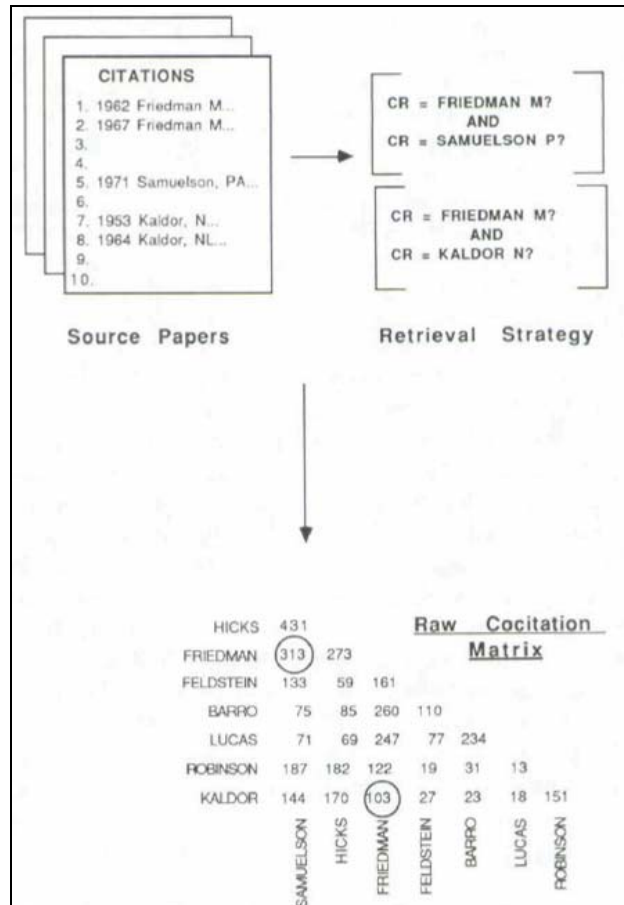 CITATIONS
1. 1962 Friedman M...
2. 1967 Friedman M...
3.
4.
5. 1971 Samuelson, PA...
6.
7. 1953 Kaldor, N...
8. 1964 Kaldor, NL...
9.
10.
CR = FRIEDMAN M?
AND
CR = SAMUELSON P?
CR = FRIEDMAN M?
AND
CR = KALDOR N?
Source Papers
Retrieval Strategy
Raw Cocitation
Matrix
HICKS 431
FRIEDMAN 313 273
FELDSTEIN 133 59 161
BARRO 75 85 260 110
LUCAS 71 69 247 77 234
ROBINSON 187 182 122 19 31 13
KALDOR 144 170 103 27 23 18 151
SAMUELSON
HICKS
FRIEDMAN
FELDSTEIN
BARRO
LUCAS
ROBINSON